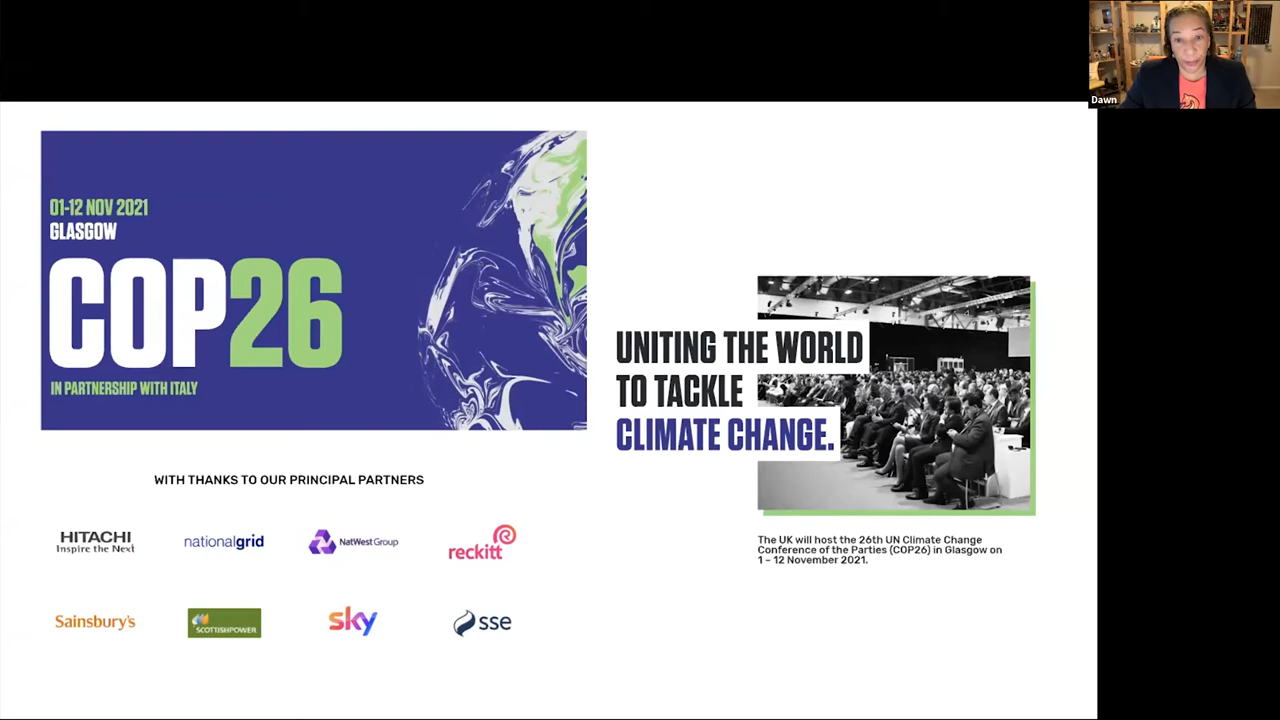 Dawn
01-12 NOV 2021
GLASGOW
COP26
IN PARTNERSHIP WITH ITALY
UNITING THE WORLD
TO TACKLE
CLIMATE CHANGE.
WITH THANKS TO OUR PRINCIPAL PARTNERS
HITACHI
Inspire the Next
nationalgrid
NatWest Group
reckitt
Sainsbury's
SCOTTISHPOWER
sky
sse
The UK will host the 26th UN Climate Change
Conference of the Parties (COP26) in Glasgow on
1 – 12 November 2021.